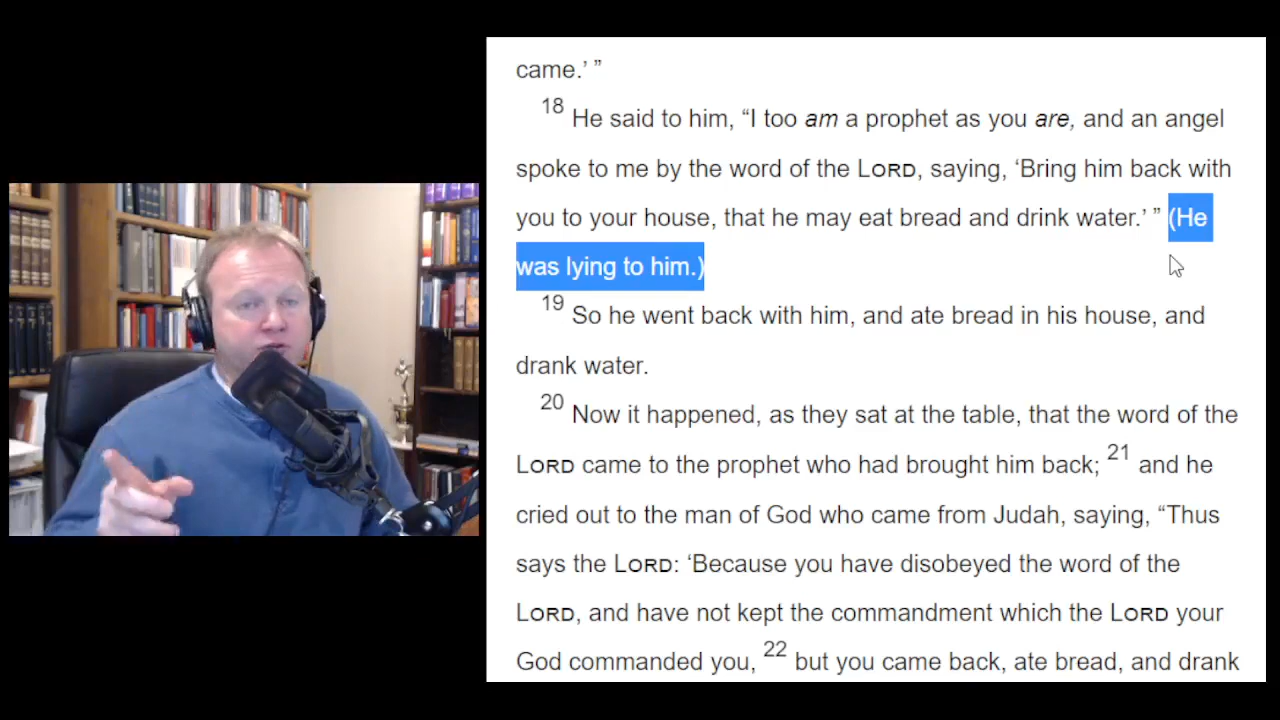 came.’ ”
18 He said to him, “I too am a prophet as you are, and an angel
spoke to me by the word of the LORD, saying, ‘Bring him back with
you to your house, that he may eat bread and drink water.’ ” (He
was lying to him.)
19 So he went back with him, and ate bread in his house, and
drank water.
20 Now it happened, as they sat at the table, that the word of the
LORD came to the prophet who had brought him back; 21 and he
cried out to the man of God who came from Judah, saying, “Thus
says the LORD: ‘Because you have disobeyed the word of the
LORD, and have not kept the commandment which the LORD your
God commanded you, 22 but you came back, ate bread, and drank